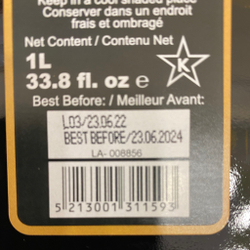 Keep in a cool shaded place
Conserver dans un endroit
frais et ombragé
Net Content / Contenu Net
K
1L
33.8 fl. oz e
Best Before: / Meilleur Avant:
L03/23.06.22
BEST BEFORE/23.06.2024
LA- 008856
5 213001 311593